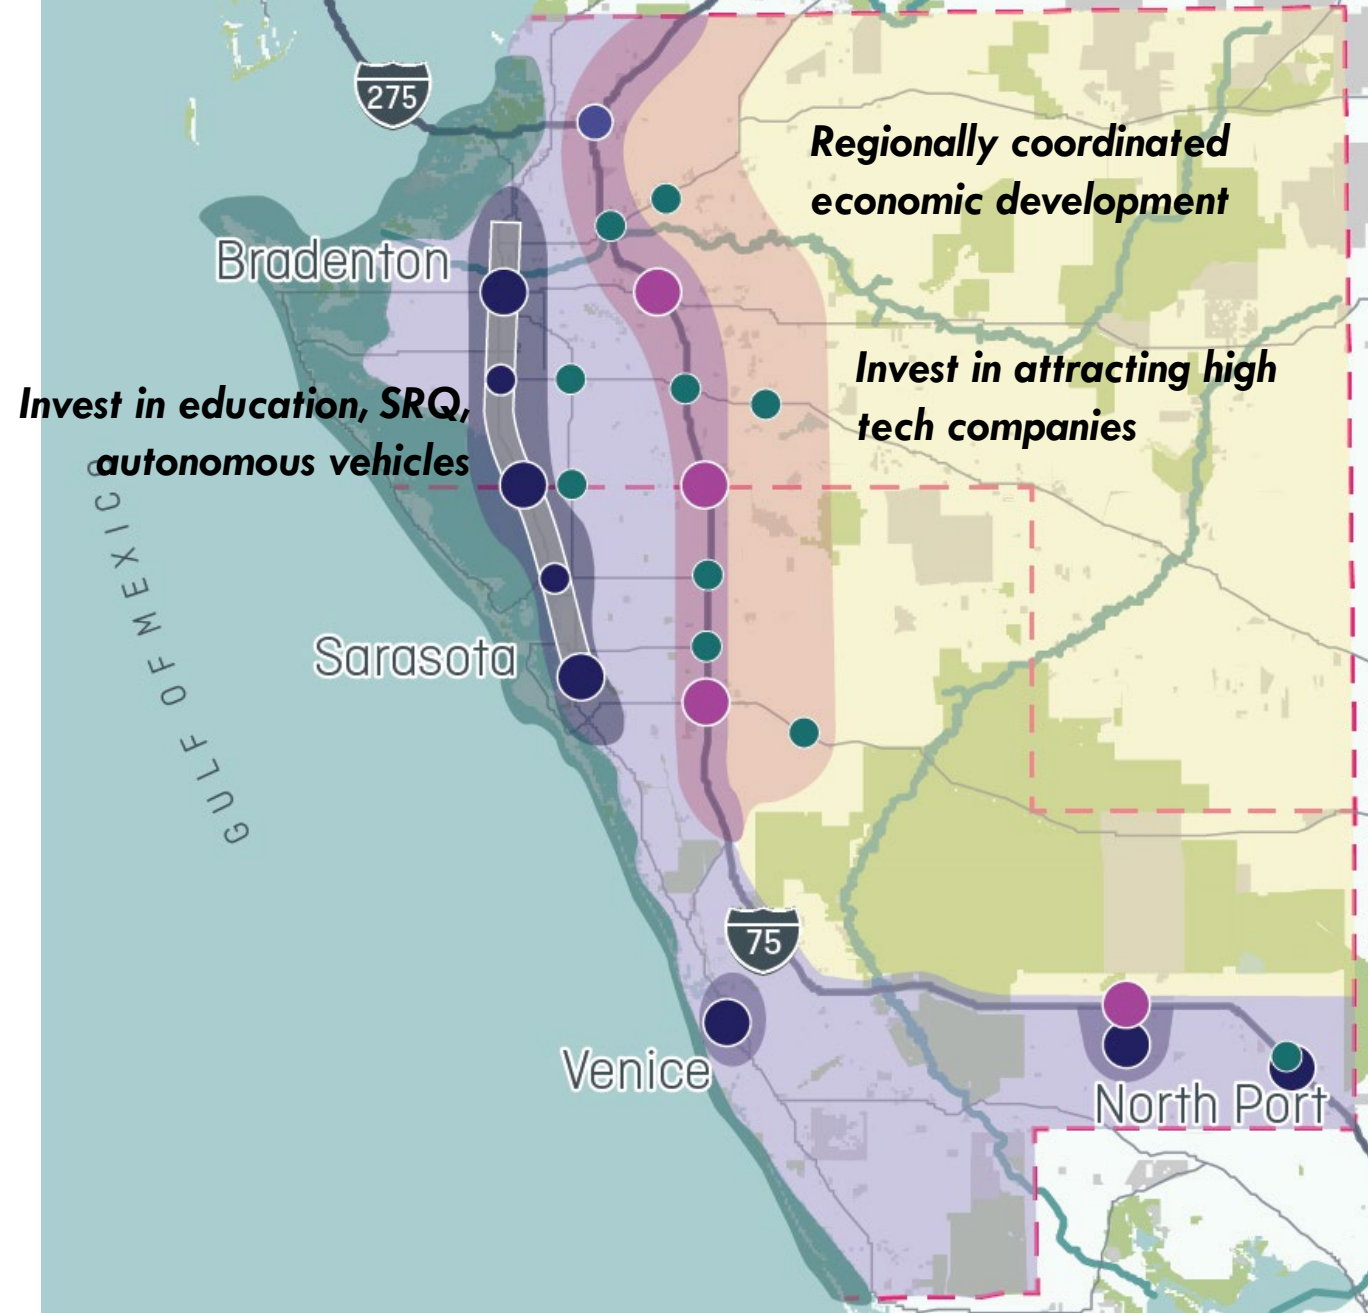 275
Regionally coordinated
economic development
Bradenton
Invest in attracting high
tech companies
Invest in education, SRQ,
autonomous vehicles
GULF OF MEXICO
Sarasota
75
Venice
North Port